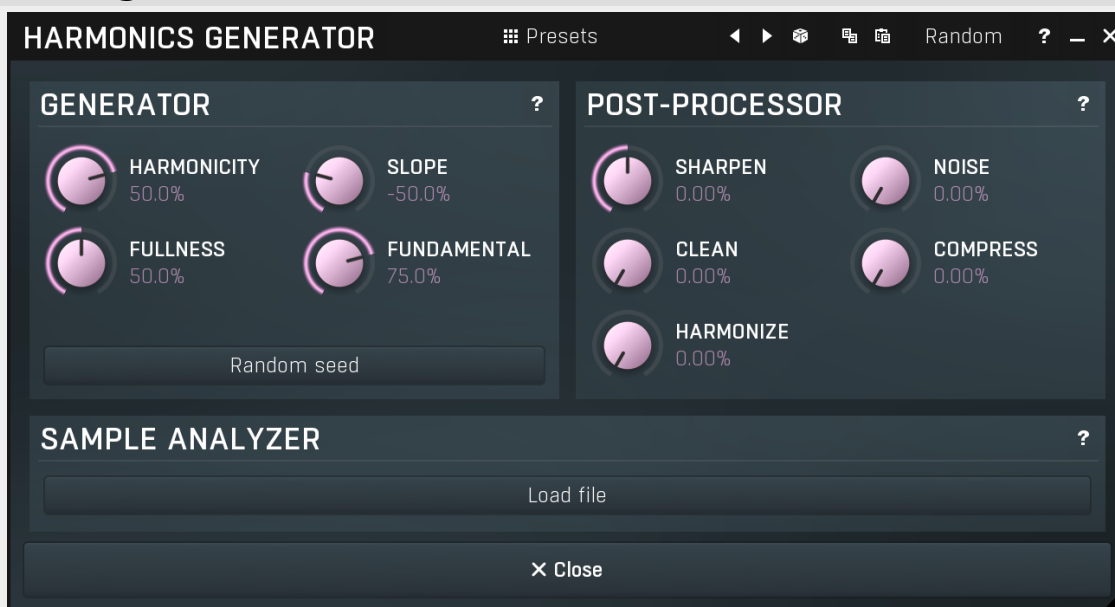 HARMONICS GENERATOR Presets Random ?
GENERATOR ?
HARMONICITY
50.0%
SLOPE
-50.0%
FULLNESS
50.0%
FUNDAMENTAL
75.0%
Random seed
POST-PROCESSOR ?
SHARPEN
0.00%
NOISE
0.00%
CLEAN
0.00%
COMPRESS
0.00%
HARMONIZE
0.00%
SAMPLE ANALYZER ?
Load file
Close